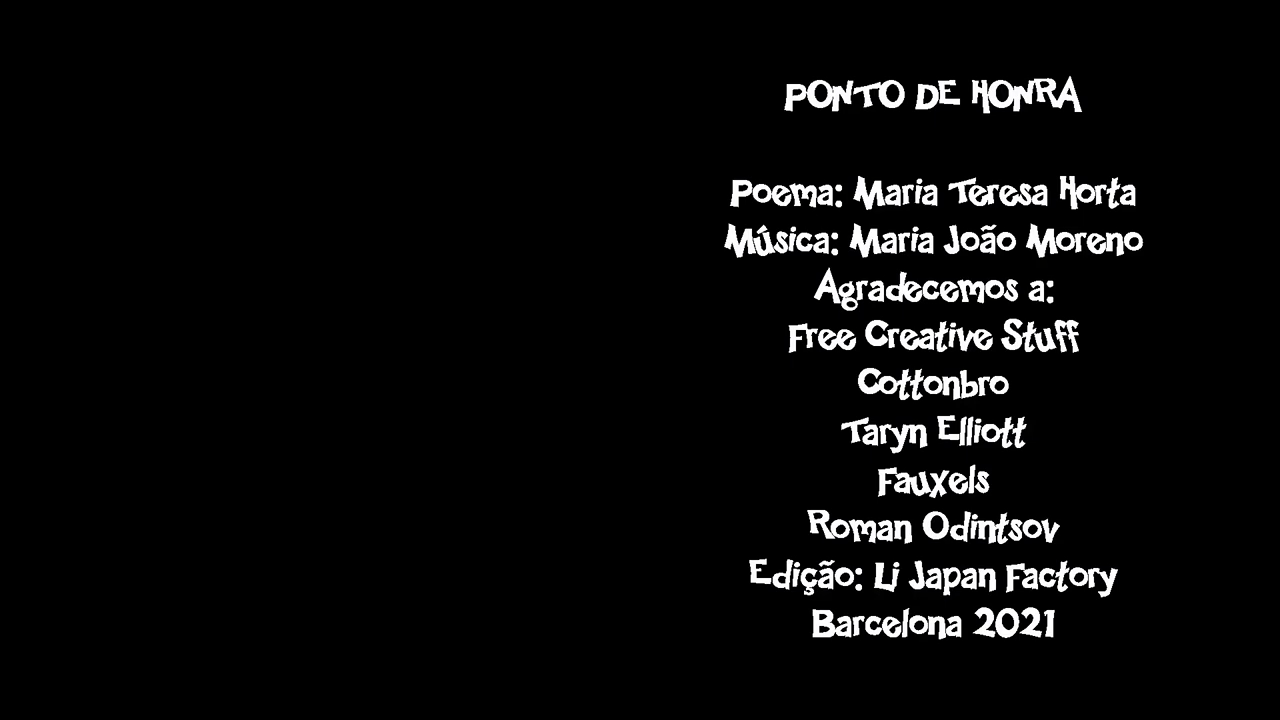 PONTO DE HONRA
Poema: Maria Teresa Horta
Música: Maria João Moreno
Agradecemos a:
Free Creative Stuff
Cottonbro
Taryn Elliott
Fauxels
Roman Odintsov
Edição: Li Japan Factory
Barcelona 2021